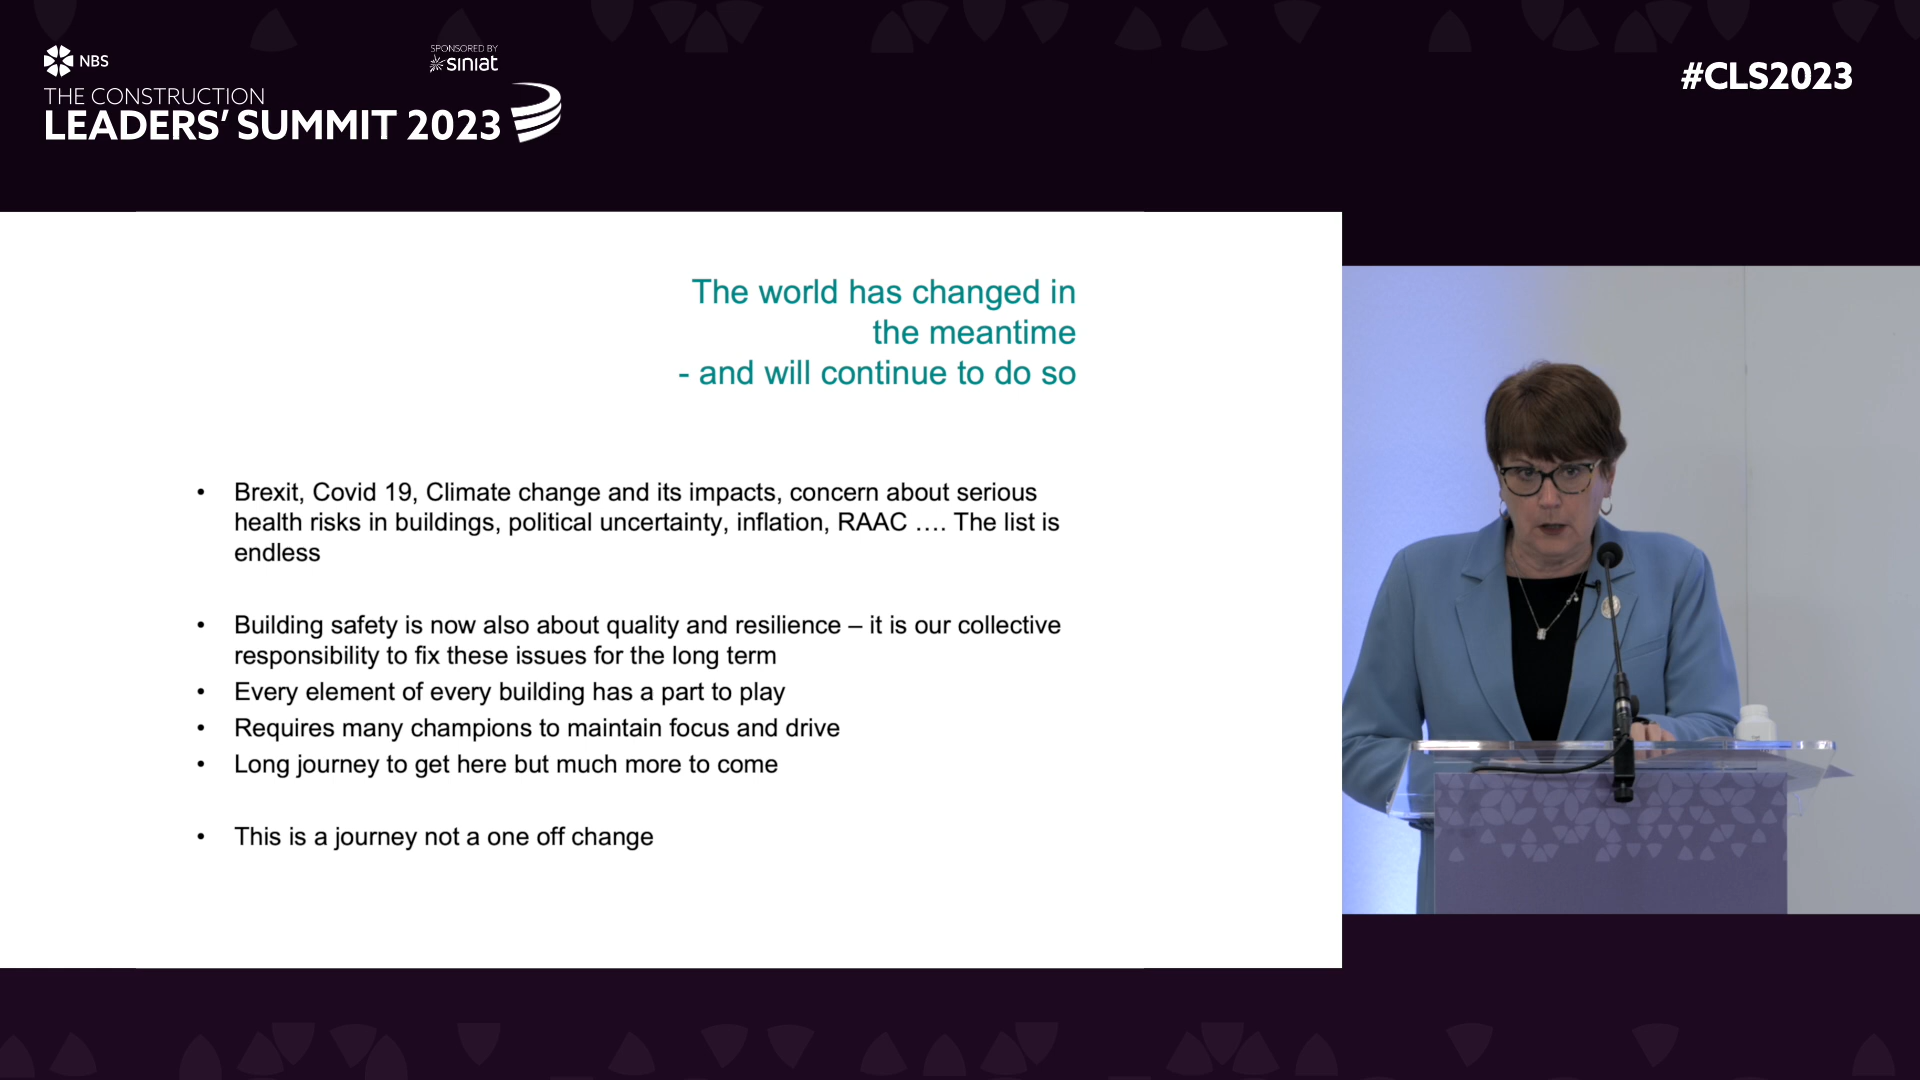 NBS
SPONSORED BY
siniat
THE CONSTRUCTION
LEADERS' SUMMIT 2023
#CLS2023
The world has changed in
the meantime
- and will continue to do so
• Brexit, Covid 19, Climate change and its impacts, concern about serious
health risks in buildings, political uncertainty, inflation, RAAC …. The list is
endless
• Building safety is now also about quality and resilience – it is our collective
responsibility to fix these issues for the long term
• Every element of every building has a part to play
• Requires many champions to maintain focus and drive
• Long journey to get here but much more to come
• This is a journey not a one off change